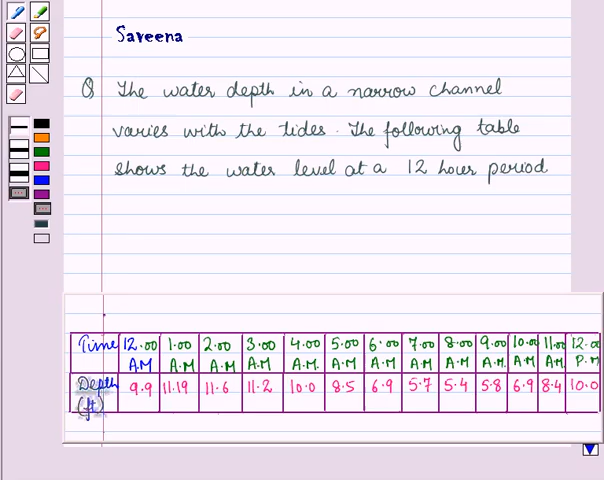 Saveena
Q The water depth in a narrow channel
varies with the tides. The following table
shows the water level at a 12 hour period
Time 12.00 A.M 1.00 A.M 2.00 A.M 3.00 A.M 4.00 A.M. 5.00 A.M 6.00 A.M 7.00 A.M 8.00 A.M 9.00 A.M. 10.00 A.M 11.00 A.M 12.00 P.M
Depth (ft) 9.9 11.19 11.6 11.2 10.0 8.5 6.9 5.7 5.4 5.8 6.9 8.4 10.0